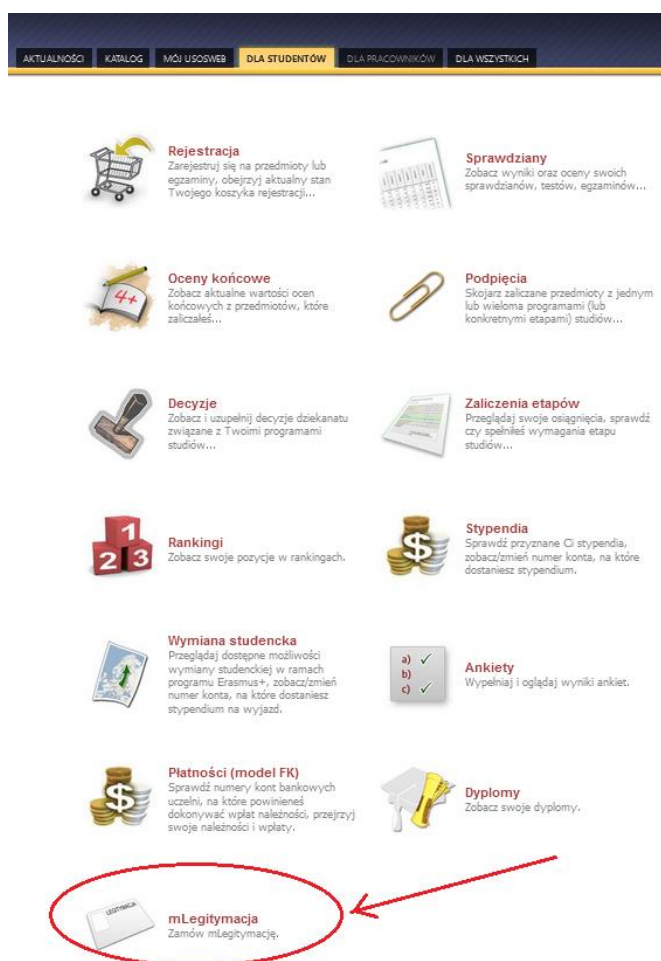 AKTUALNOŚCI KATALOG MÓJ USOSWEB DLA STUDENTÓW DLA PRACOWNIKÓW DLA WSZYSTKICH
Rejestracja
Zarejestruj się na przedmioty lub
egzaminy, obejrzyj aktualny stan
Twojego koszyka rejestracji...
Sprawdziany
Zobacz wyniki oraz oceny swoich
sprawdzianów, testów, egzaminów...
4+
Oceny końcowe
Zobacz aktualne wartości ocen
końcowych z przedmiotów, które
zaliczałeś...
Podpięcia
Skojarz zaliczane przedmioty z jednym
lub wieloma programami (lub
konkretnymi etapami) studiów...
Decyzje
Zobacz i uzupełnij decyzje dziekanatu
związane z Twoimi programami
studiów...
Zaliczenia etapów
Przeglądaj swoje osiągnięcia, sprawdź
czy spełniłeś wymagania etapu
studiów...
1
2 3
Rankingi
Zobacz swoje pozycje w rankingach.
$
Stypendia
Sprawdź przyznane Ci stypendia,
zobacz/zmień numer konta, na które
dostaniesz stypendium.
Wymiana studencka
Przeglądaj dostępne możliwości
wymiany studenckiej w ramach
programu Erasmus+, zobacz/zmień
numer konta, na które dostaniesz
stypendium na wyjazd.
a) ✓
b)
c) ✓
Ankiety
Wypełniaj i oglądaj wyniki ankiet.
$
Płatności (model FK)
Sprawdź numery kont bankowych
uczelni, na które powinieneś
dokonywać wpłat należności, przejrzyj
swoje należności i wpłaty.
Dyplomy
Zobacz swoje dyplomy.
LEGITYMACJA
mLegitymacja
Zamów mLegitymację.